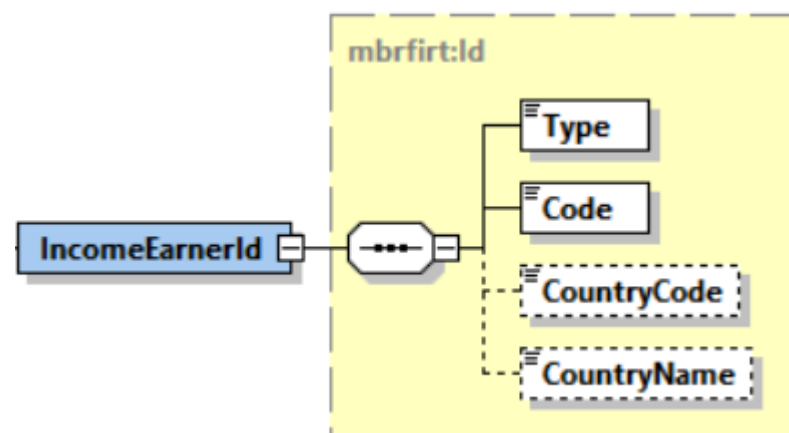 mbrfirt:Id
Type
Code
IncomeEarnerId
CountryCode
CountryName